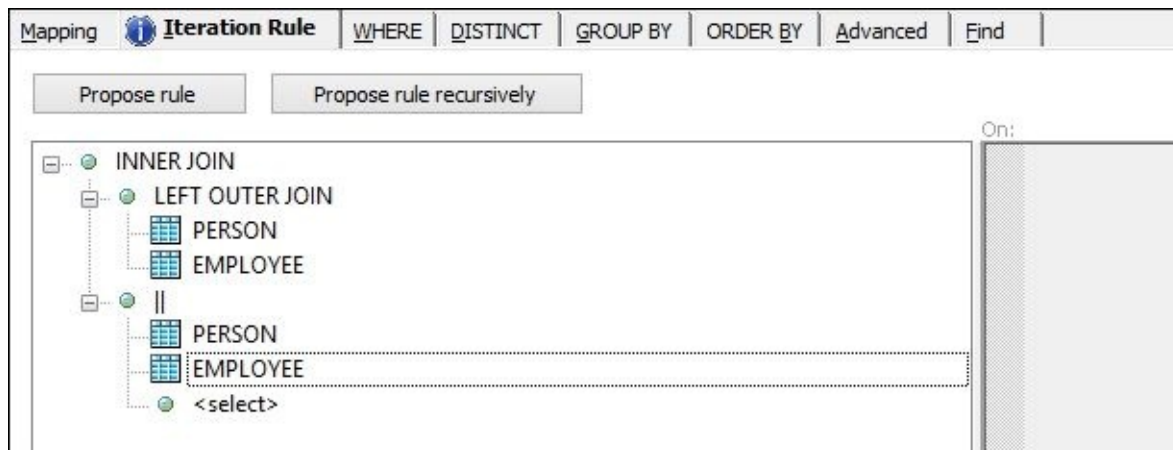 Mapping Iteration Rule WHERE DISTINCT GROUP BY ORDER BY Advanced Find
Propose rule Propose rule recursively
On:
INNER JOIN
LEFT OUTER JOIN
PERSON
EMPLOYEE
||
PERSON
EMPLOYEE
<select>